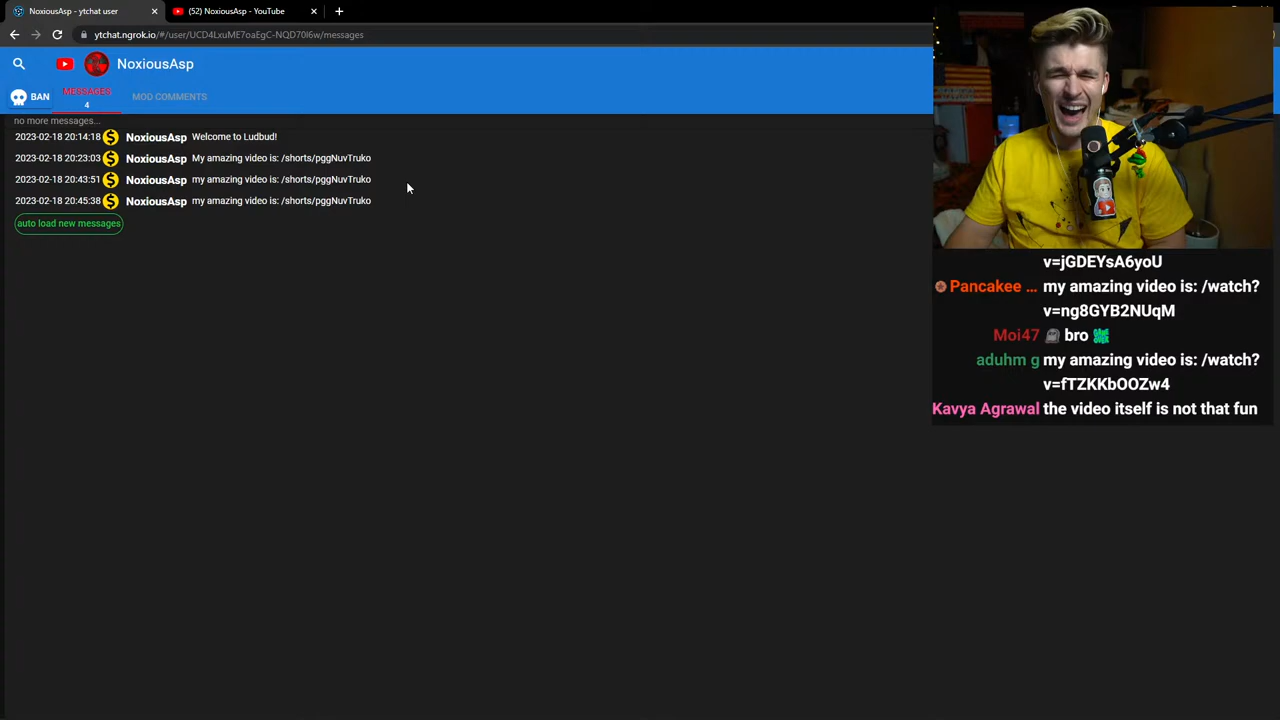 NoxiousAsp - ytchat user
(52) NoxiousAsp - YouTube
ytchat.ngrok.io/#/user/UCD4LxuME7oaEgC-NQD70I6w/messages
NoxiousAsp
BAN
MESSAGES
4
MOD COMMENTS
no more messages...
2023-02-18 20:14:18 NoxiousAsp Welcome to Ludbud!
2023-02-18 20:23:03 NoxiousAsp My amazing video is: /shorts/pggNuvTruko
2023-02-18 20:43:51 NoxiousAsp my amazing video is: /shorts/pggNuvTruko
2023-02-18 20:45:38 NoxiousAsp my amazing video is: /shorts/pggNuvTruko
auto load new messages
v=jGDEYsA6yoU
Pancakee ... my amazing video is: /watch?
v=ng8GYB2NUqM
Moi47 bro
aduhm g my amazing video is: /watch?
v=fTZKKbOOZw4
Kavya Agrawal the video itself is not that fun